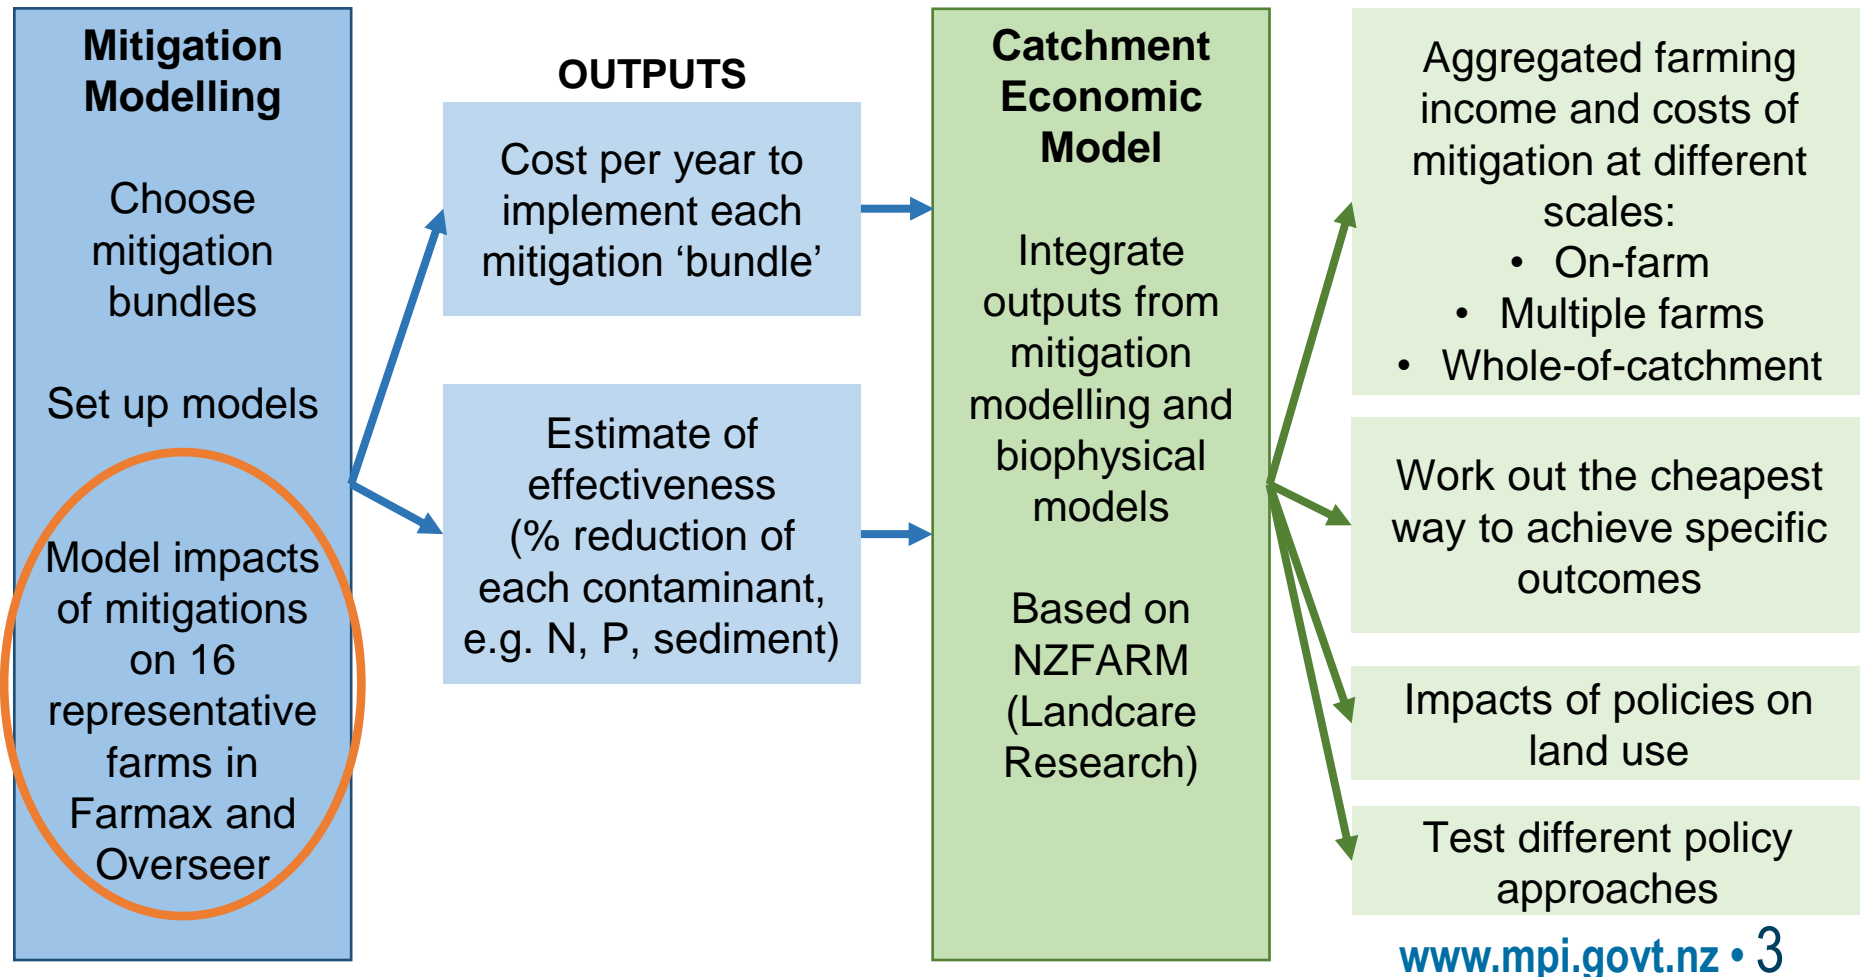 Mitigation
Modelling
Choose
mitigation
bundles
Set up models
Model impacts
of mitigations
on 16
representative
farms in
Farmax and
Overseer
OUTPUTS
Cost per year to
implement each
mitigation ‘bundle’
Estimate of
effectiveness
(% reduction of
each contaminant,
e.g. N, P, sediment)
Catchment
Economic
Model
Integrate
outputs from
mitigation
modelling and
biophysical
models
Based on
NZFARM
(Landcare
Research)
Aggregated farming
income and costs of
mitigation at different
scales:
• On-farm
• Multiple farms
• Whole-of-catchment
Work out the cheapest
way to achieve specific
outcomes
Impacts of policies on
land use
Test different policy
approaches
www.mpi.govt.nz • 3